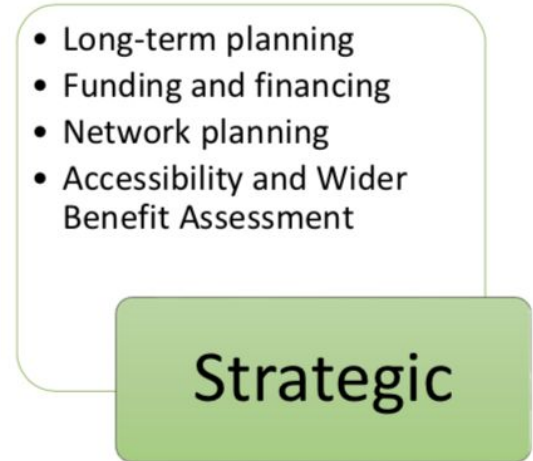 • Long-term planning
• Funding and financing
• Network planning
• Accessibility and Wider
Benefit Assessment
Strategic